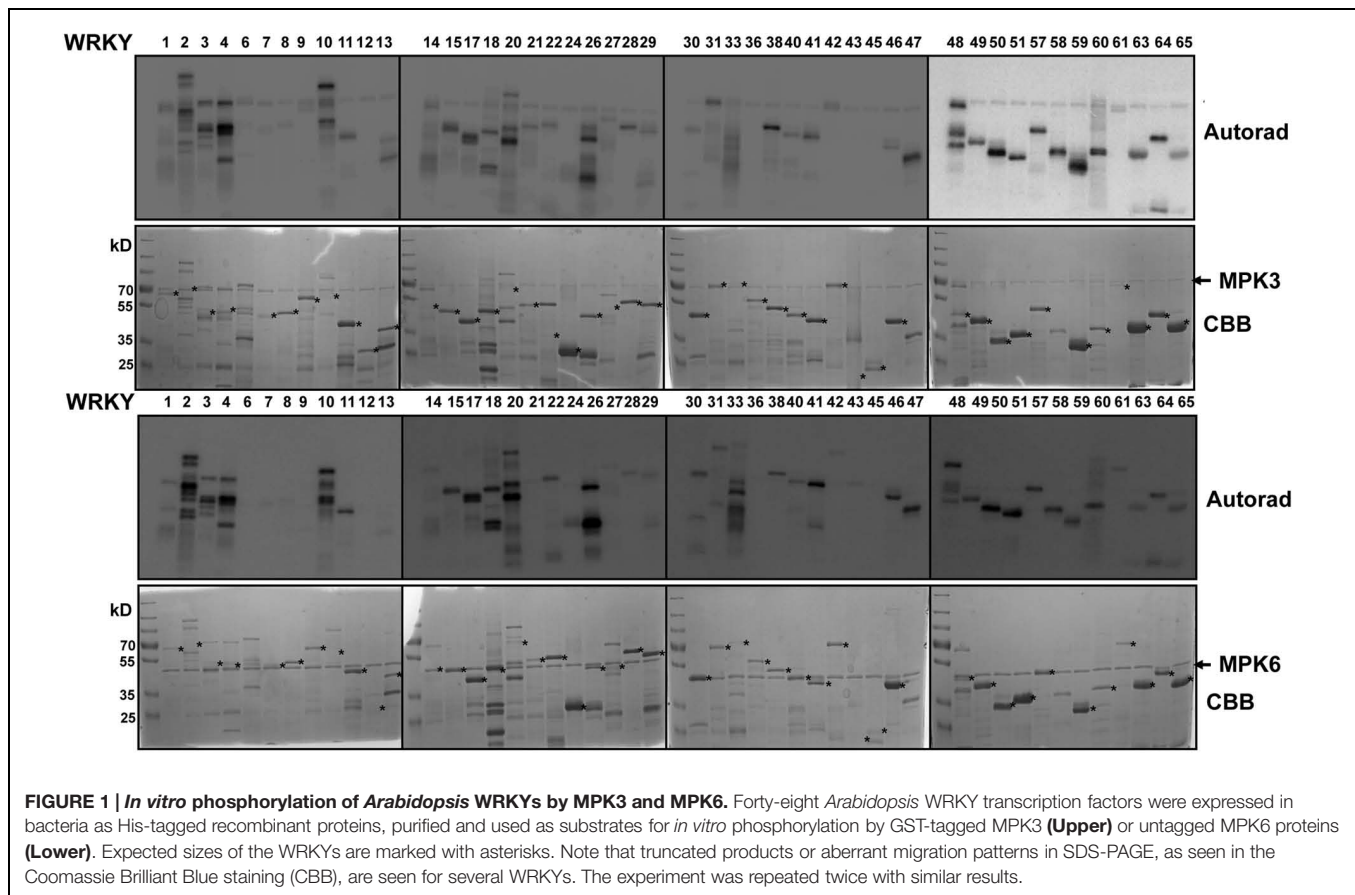 WRKY 1 2 3 4 6 7 8 9 10 11 12 13 14 15 17 18 20 21 22 24 26 27 28 29 30 31 33 36 38 40 41 42 43 45 46 47 48 49 50 51 57 58 59 60 61 63 64 65
Autorad
kD
70
55
35
25
MPK3
CBB
WRKY 1 2 3 4 6 7 8 9 10 11 12 13 14 15 17 18 20 21 22 24 26 27 28 29 30 31 33 36 38 40 41 42 43 45 46 47 48 49 50 51 57 58 59 60 61 63 64 65
Autorad
kD
70
55
35
25
MPK6
CBB
FIGURE 1 | In vitro phosphorylation of Arabidopsis WRKYs by MPK3 and MPK6. Forty-eight Arabidopsis WRKY transcription factors were expressed in
bacteria as His-tagged recombinant proteins, purified and used as substrates for in vitro phosphorylation by GST-tagged MPK3 (Upper) or untagged MPK6 proteins
(Lower). Expected sizes of the WRKYs are marked with asterisks. Note that truncated products or aberrant migration patterns in SDS-PAGE, as seen in the
Coomassie Brilliant Blue staining (CBB), are seen for several WRKYs. The experiment was repeated twice with similar results.